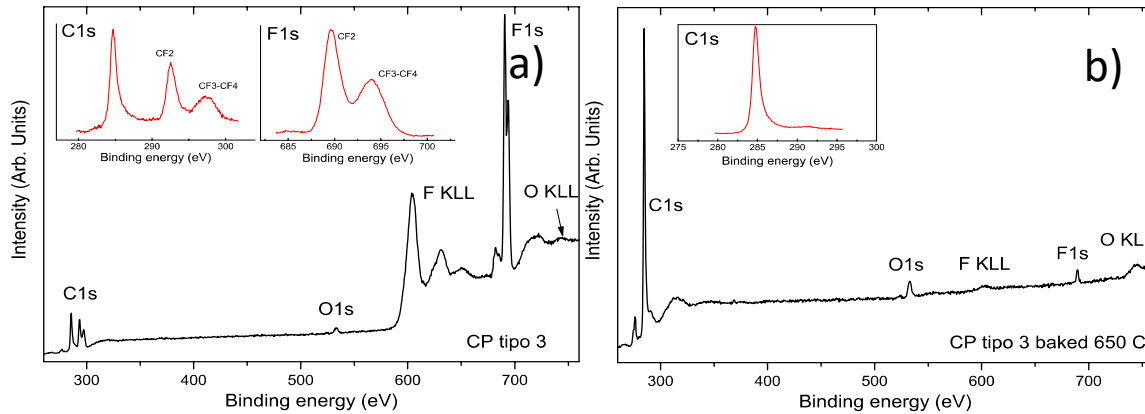 a)
C1s
CF2
CF3-CF4
280 290 300
Binding energy (eV)
F1s
CF2
CF3-CF4
685 690 695 700
Binding energy (eV)
F1s
F KLL
O KLL
C1s
O1s
CP tipo 3
Intensity (Arb. Units)
300 400 500 600 700
Binding energy (eV)
b)
C1s
275 280 285 290 295 300
Binding energy (eV)
C1s
O1s
F KLL
F1s
O KL
CP tipo 3 baked 650 C
Intensity (Arb. Units)
300 400 500 600 700
Binding energy (eV)